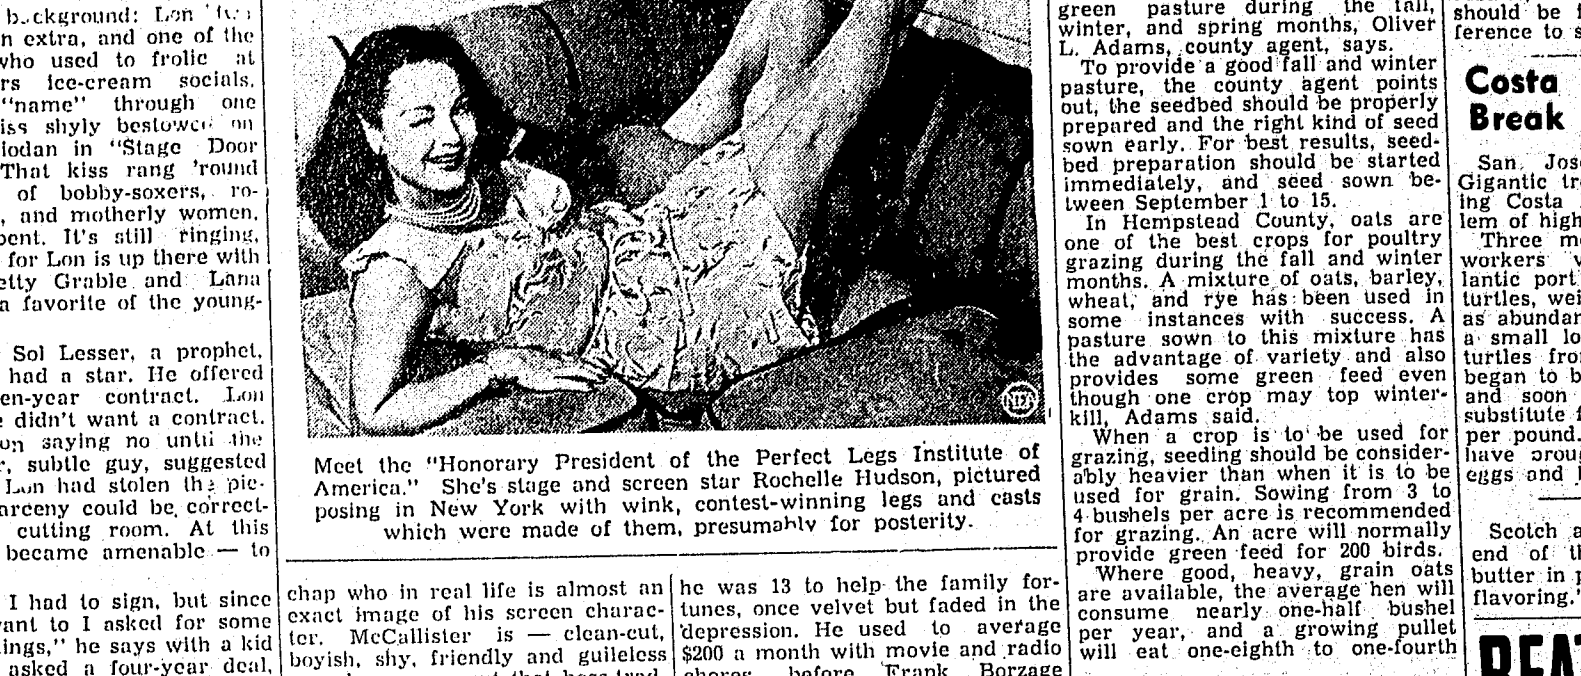 background: Lon
n extra, and one of the
who used to frolic at
rs ice-cream socials.
"name" through one
iss shyly bestowed on
iodan in "Stage Door
That kiss rang 'round
of bobby-soxers, ro-
, and motherly women.
pent. It's still ringing,
for Lon is up there with
etty Grable and Lana
a favorite of the young-
Sol Lesser, a prophet,
had a star. He offered
en-year contract. Lon
e didn't want a contract.
on saying no until the
r, subtle guy, suggested
Lon had stolen the pic-
arceny could be correct-
cutting room. At this
became amenable — to
I had to sign, but since
ant to I asked for some
ings," he says with a kid
asked a four-year deal,
NEA
Meet the "Honorary President of the Perfect Legs Institute of
America." She's stage and screen star Rochelle Hudson, pictured
posing in New York with wink, contest-winning legs and casts
which were made of them, presumably for posterity.
chap who in real life is almost an
exact image of his screen charac-
ter. McCallister is — clean-cut,
boyish, shy, friendly and guileless
he was 13 to help the family for-
tunes, once velvet but faded in the
depression. He used to average
$200 a month with movie and radio
chores before Frank Borzage
green pasture during the fall,
winter, and spring months, Oliver
L. Adams, county agent, says.
To provide a good fall and winter
pasture, the county agent points
out, the seedbed should be properly
prepared and the right kind of seed
sown early. For best results, seed-
bed preparation should be started
immediately, and seed sown be-
tween September 1 to 15.
In Hempstead County, oats are
one of the best crops for poultry
grazing during the fall and winter
months. A mixture of oats, barley,
wheat, and rye has been used in
some instances with success. A
pasture sown to this mixture has
the advantage of variety and also
provides some green feed even
though one crop may top winter-
kill, Adams said.
When a crop is to be used for
grazing, seeding should be consider-
ably heavier than when it is to be
used for grain. Sowing from 3 to
4 bushels per acre is recommended
for grazing. An acre will normally
provide green feed for 200 birds.
Where good, heavy, grain oats
are available, the average hen will
consume nearly one-half bushel
per year, and a growing pullet
will eat one-eighth to one-fourth
should be f
ference to s
Costa
Break
San Jos
Gigantic tr
ing Costa
lem of high
Three m
workers v
lantic port
turtles, wei
as abundan
a small lo
turtles fro
began to b
and soon
substitute f
per pound.
have
eggs and
Scotch a
end of th
butter in p
flavoring."
BEAT